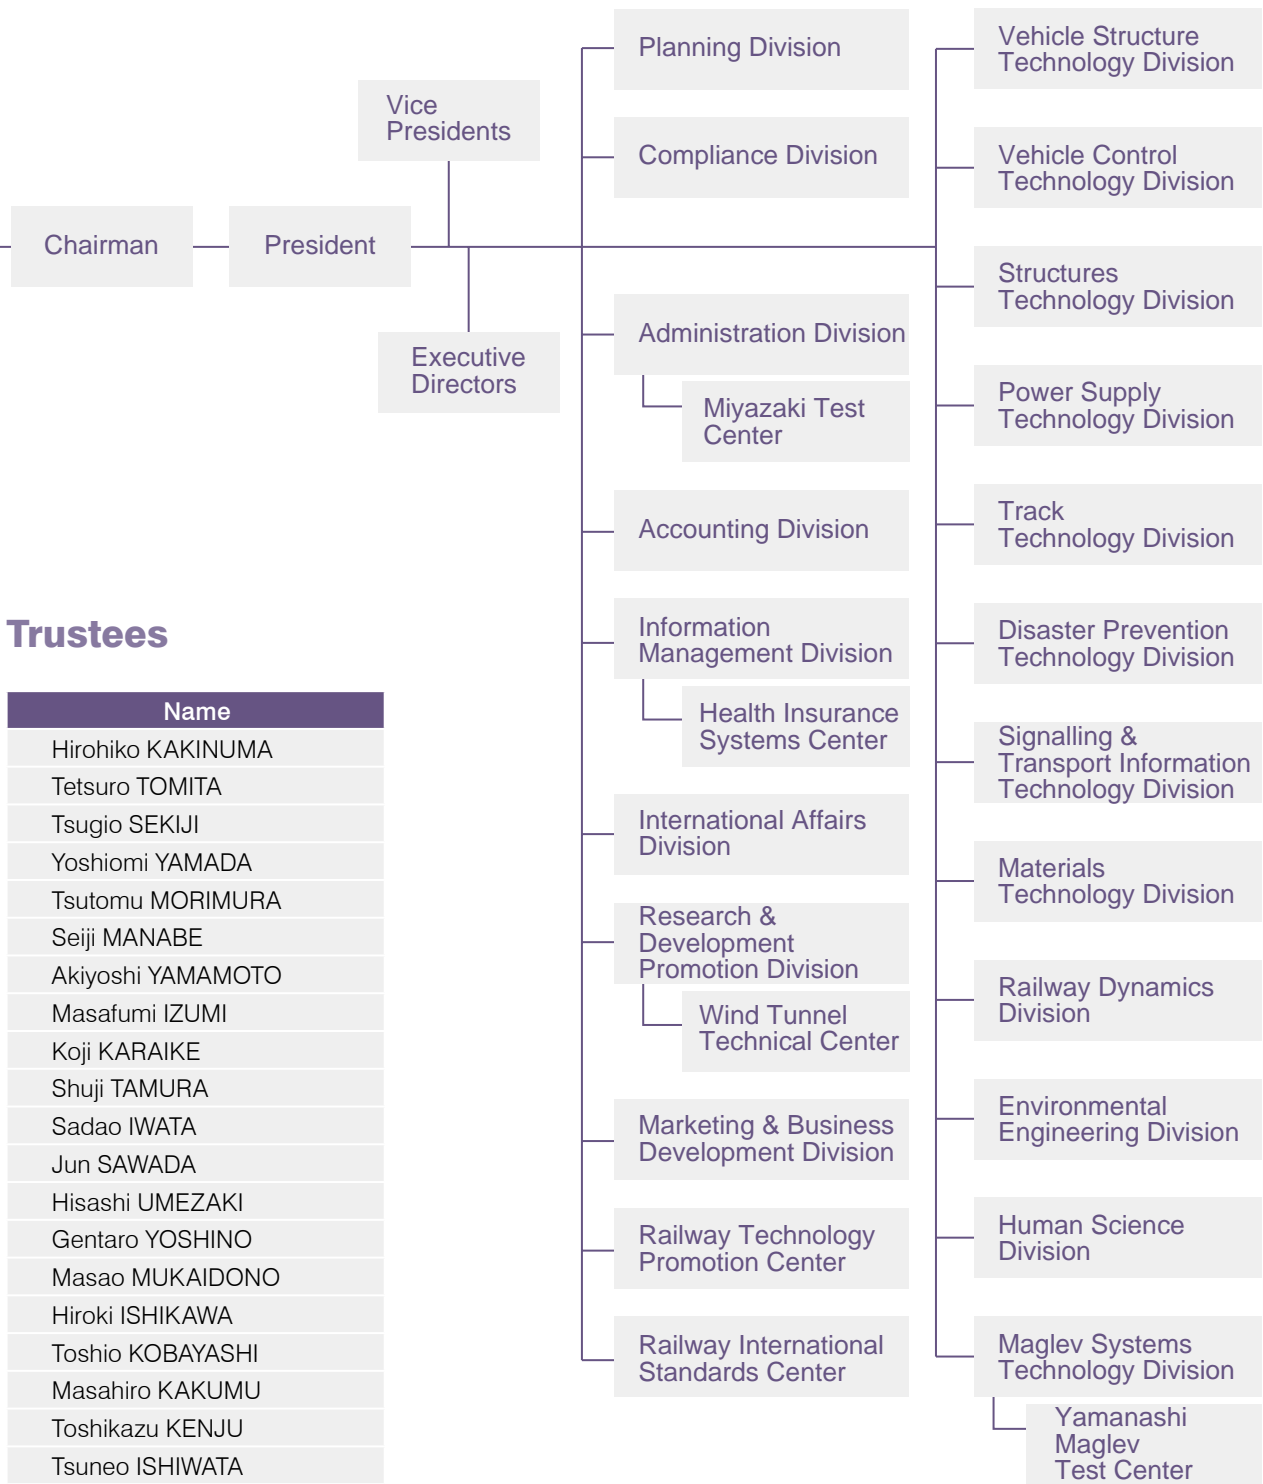 Chairman
President
Vice
Presidents
Executive
Directors
Planning Division
Compliance Division
Administration Division
Miyazaki Test
Center
Accounting Division
Information
Management Division
Health Insurance
Systems Center
International Affairs
Division
Research &
Development
Promotion Division
Wind Tunnel
Technical Center
Marketing & Business
Development Division
Railway Technology
Promotion Center
Railway International
Standards Center
Vehicle Structure
Technology Division
Vehicle Control
Technology Division
Structures
Technology Division
Power Supply
Technology Division
Track
Technology Division
Disaster Prevention
Technology Division
Signalling &
Transport Information
Technology Division
Materials
Technology Division
Railway Dynamics
Division
Environmental
Engineering Division
Human Science
Division
Maglev Systems
Technology Division
Yamanashi
Maglev
Test Center
Trustees
Name
Hirohiko KAKINUMA
Tetsuro TOMITA
Tsugio SEKIJI
Yoshiomi YAMADA
Tsutomu MORIMURA
Seiji MANABE
Akiyoshi YAMAMOTO
Masafumi IZUMI
Koji KARAIKE
Shuji TAMURA
Sadao IWATA
Jun SAWADA
Hisashi UMEZAKI
Gentaro YOSHINO
Masao MUKAIDONO
Hiroki ISHIKAWA
Toshio KOBAYASHI
Masahiro KAKUMU
Toshikazu KENJU
Tsuneo ISHIWATA